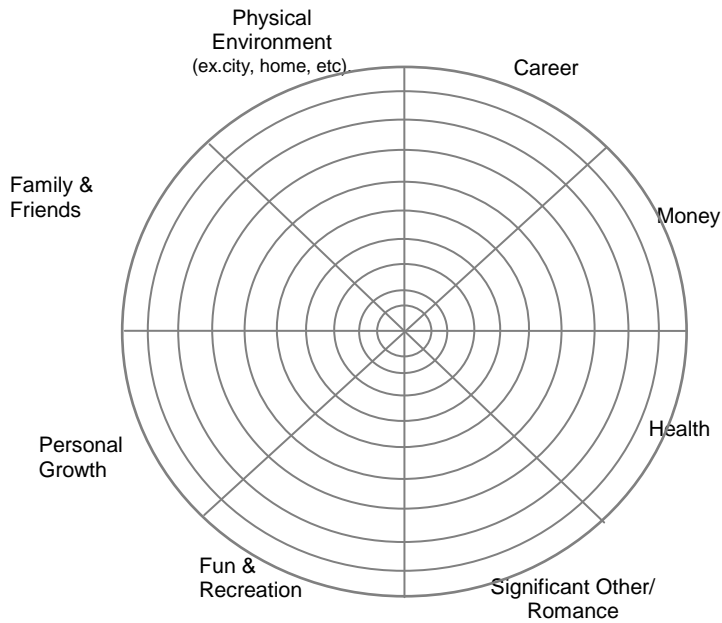 Physical
Environment
(ex.city, home, etc)
Career
Family &
Friends
Money
Personal
Growth
Health
Fun &
Recreation
Significant Other/
Romance